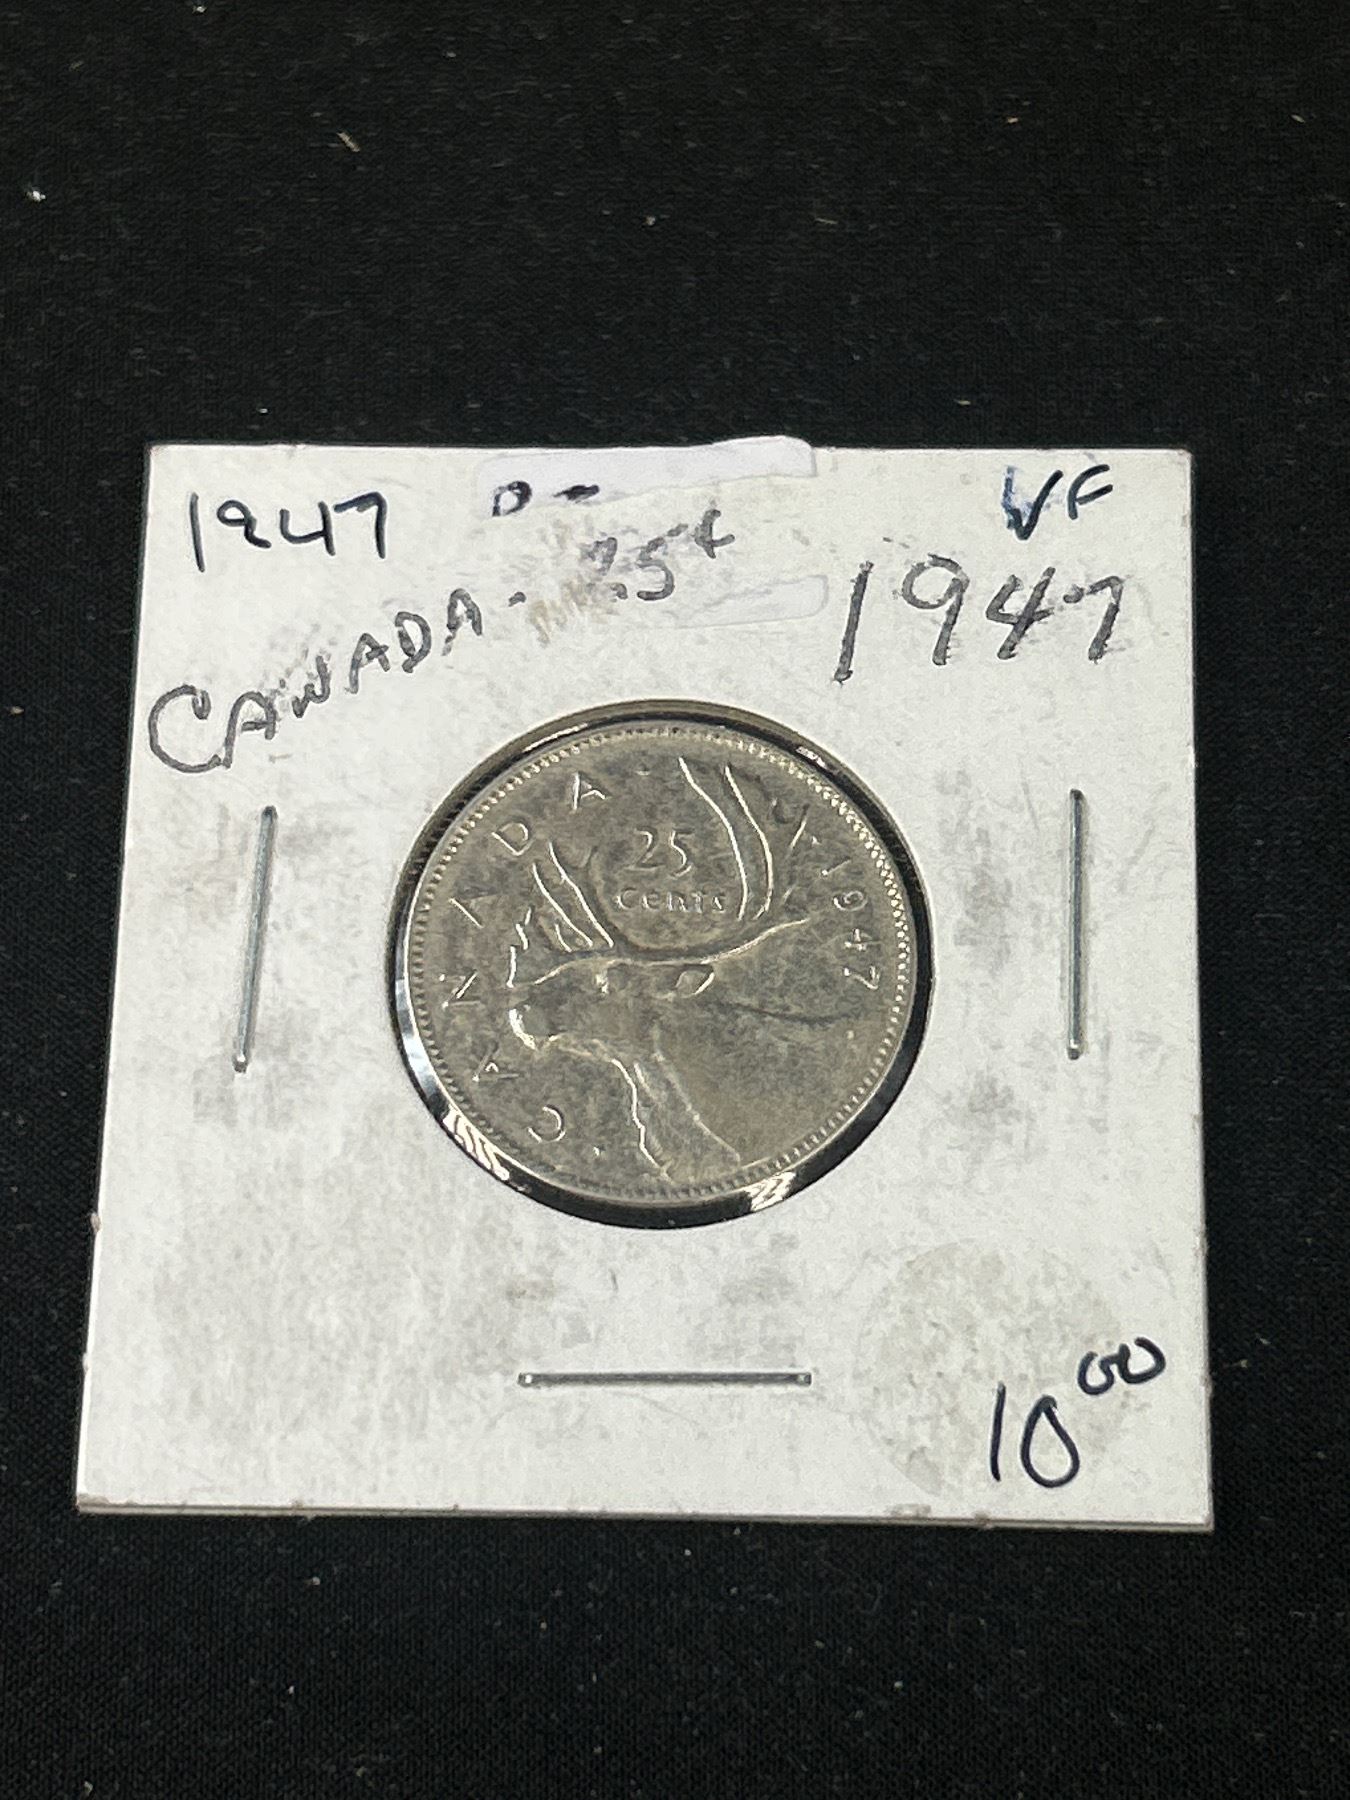 1947 VF
CANADA - 25¢ 1947
CANADA 1947
25
CENTS
10 00